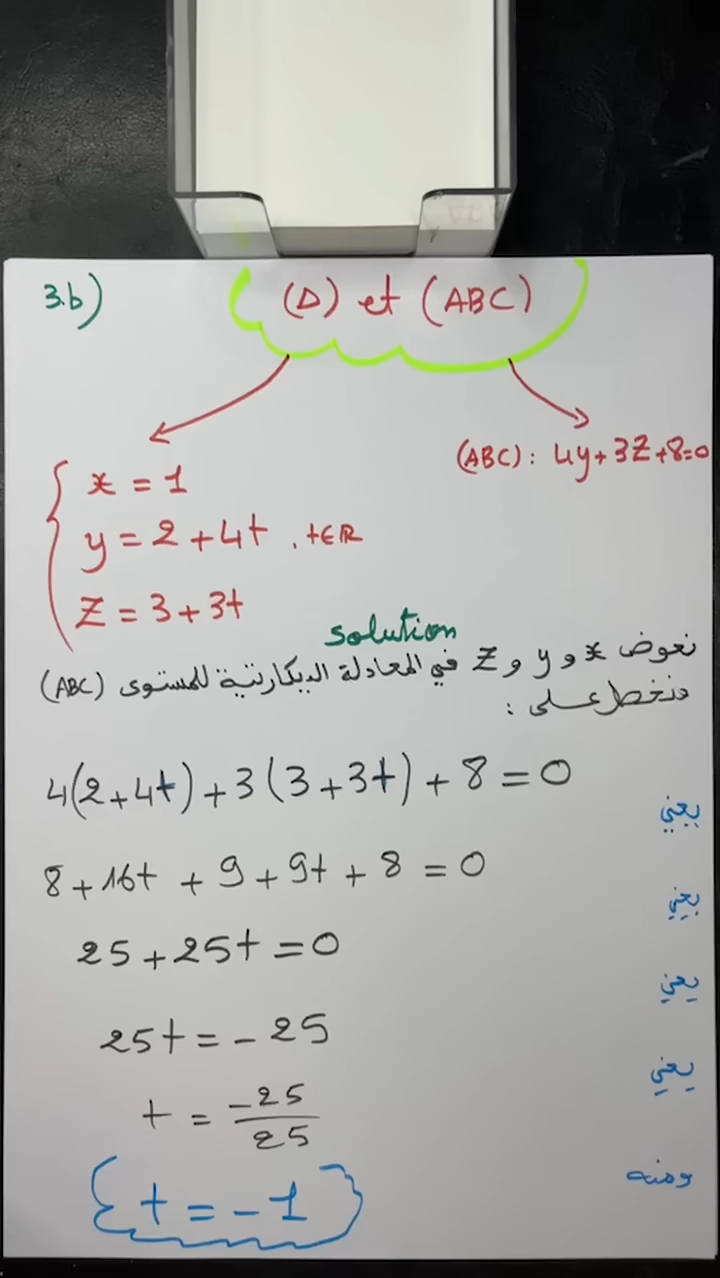 3.b) (Δ) et (ABC)
x = 1
y = 2 + 4t , t∈ℝ
z = 3 + 3t
(ABC): 4y+3z+8=0
solution
نعوض x و y و z في المعادلة الديكارتية للمستوى (ABC)
ونحصل على :
4(2+4t)+3(3+3t)+8=0
يعني
8+16t+9+9t+8=0
يعني
25+25t=0
يعني
25t=-25
يعني
t = -25/25
ومنه
t = -1